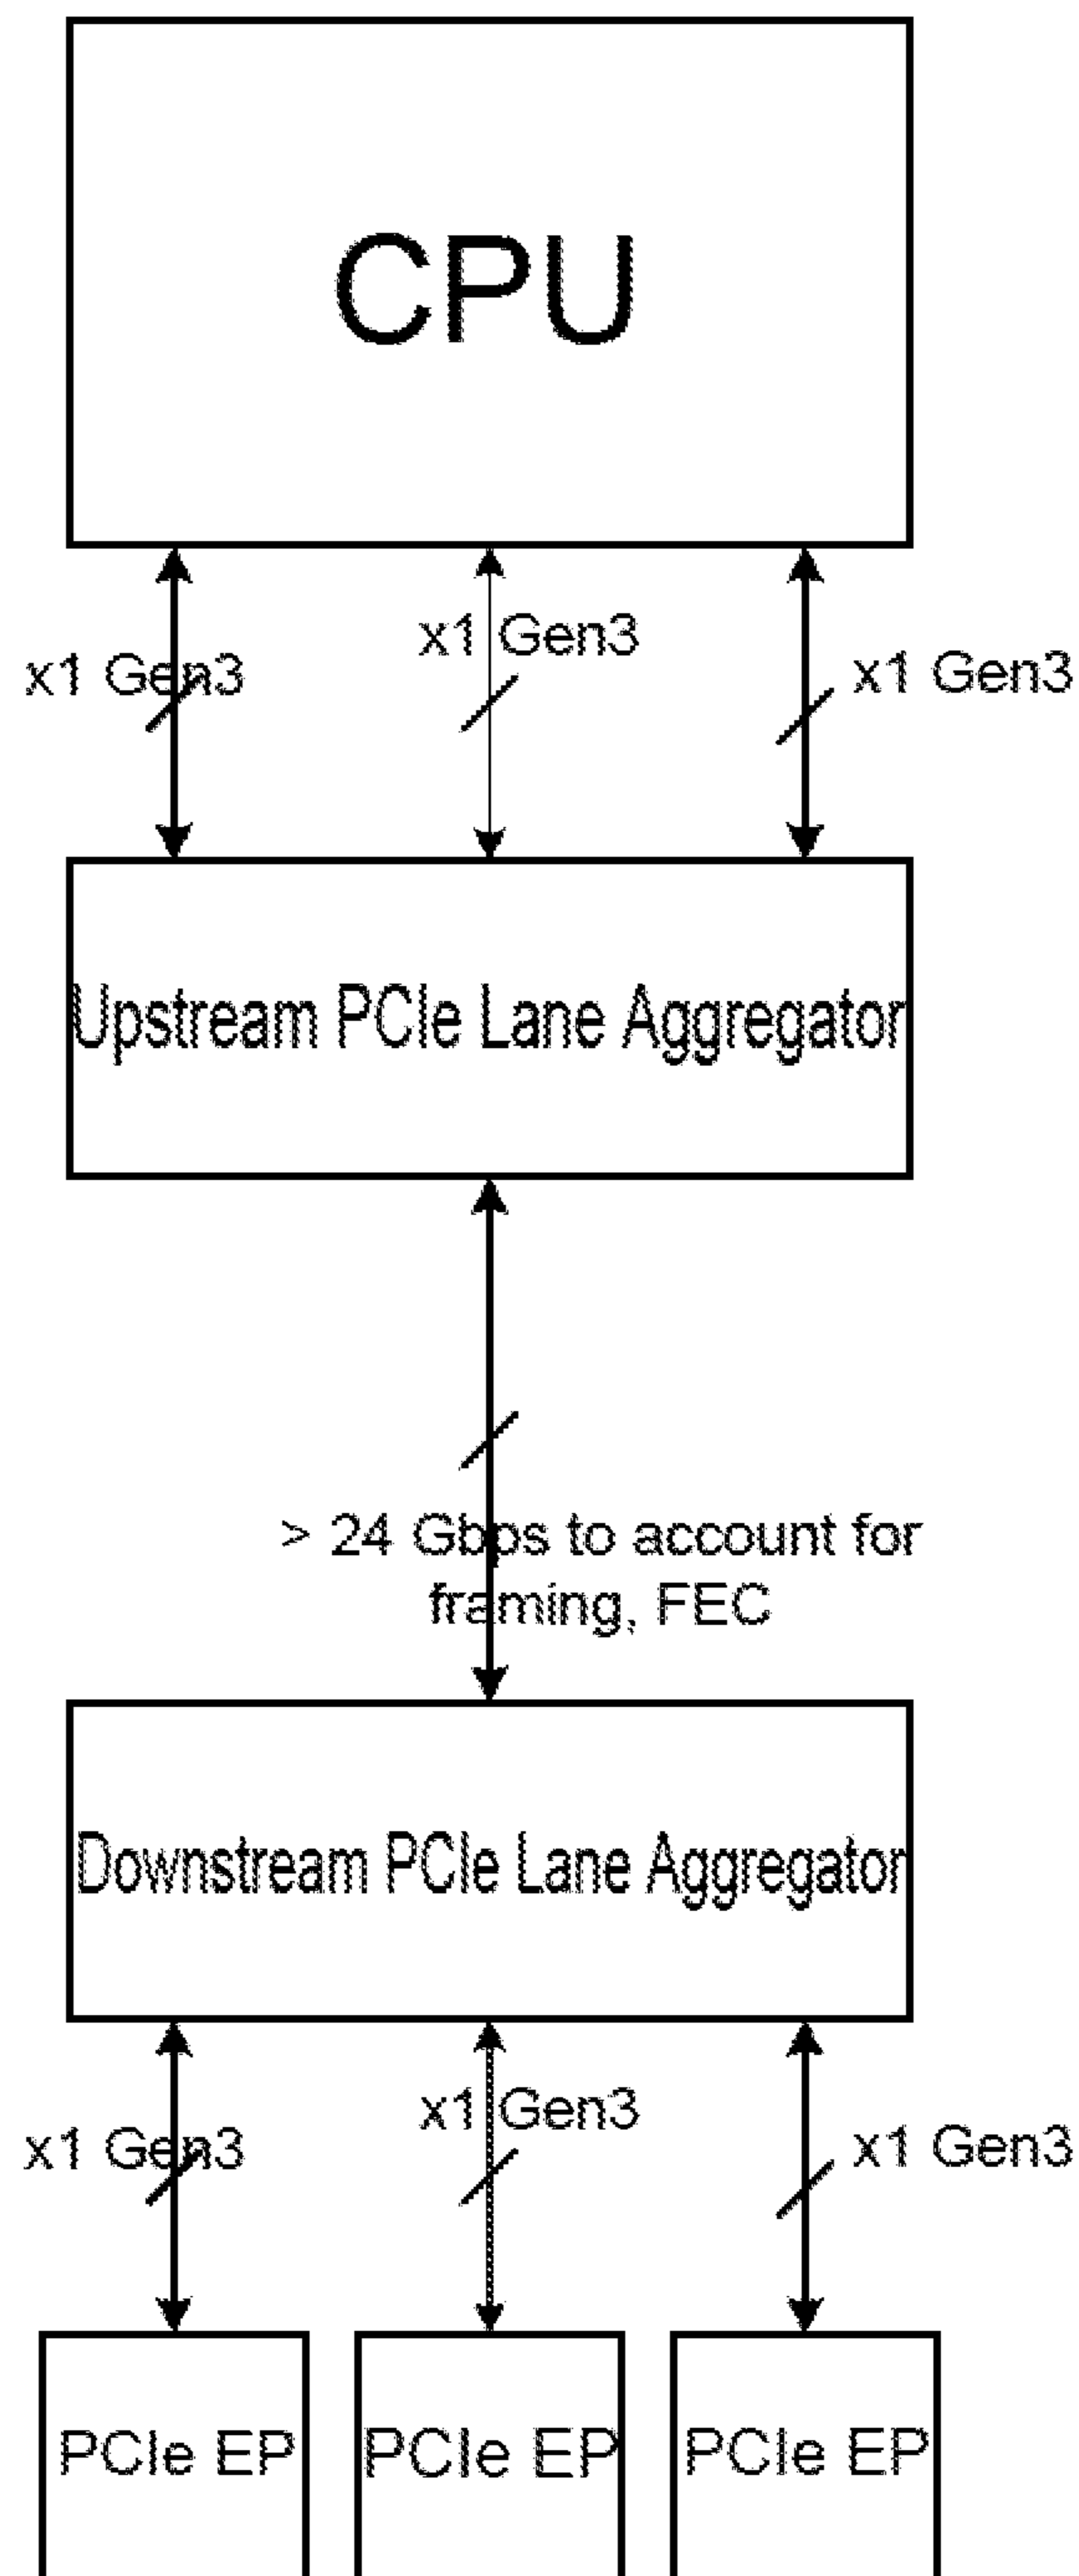 CPU
x1 Gen3
x1 Gen3
x1 Gen3
Upstream PCIe Lane Aggregator
> 24 Gbps to account for
framing, FEC
Downstream PCIe Lane Aggregator
x1 Gen3
x1 Gen3
x1 Gen3
PCIe EP
PCIe EP
PCIe EP